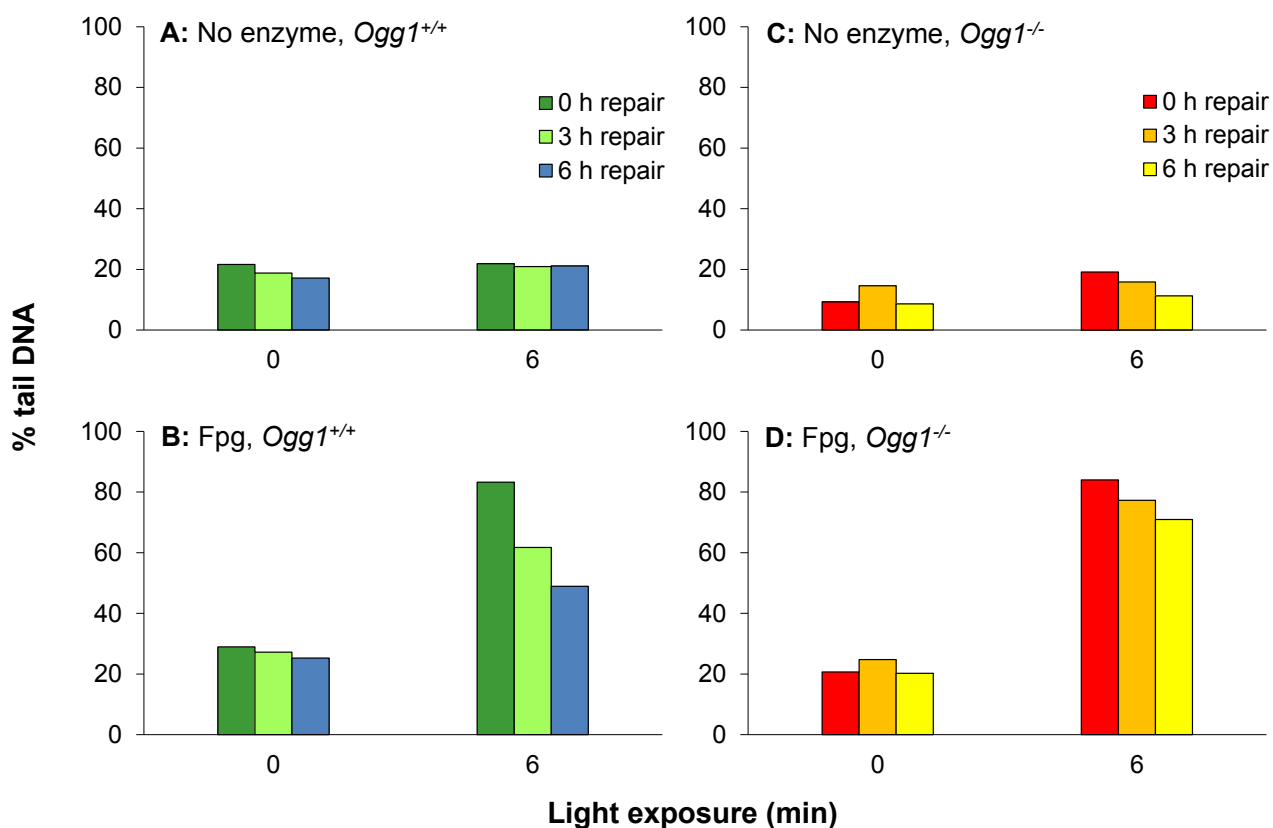 A: No enzyme, Ogg1+/+
100
80
60
40
20
0
0 h repair
3 h repair
6 h repair
0
6
C: No enzyme, Ogg1-/-
100
80
60
40
20
0
0 h repair
3 h repair
6 h repair
0
6
% tail DNA
B: Fpg, Ogg1+/+
100
80
60
40
20
0
0
6
D: Fpg, Ogg1-/-
100
80
60
40
20
0
0
6
Light exposure (min)